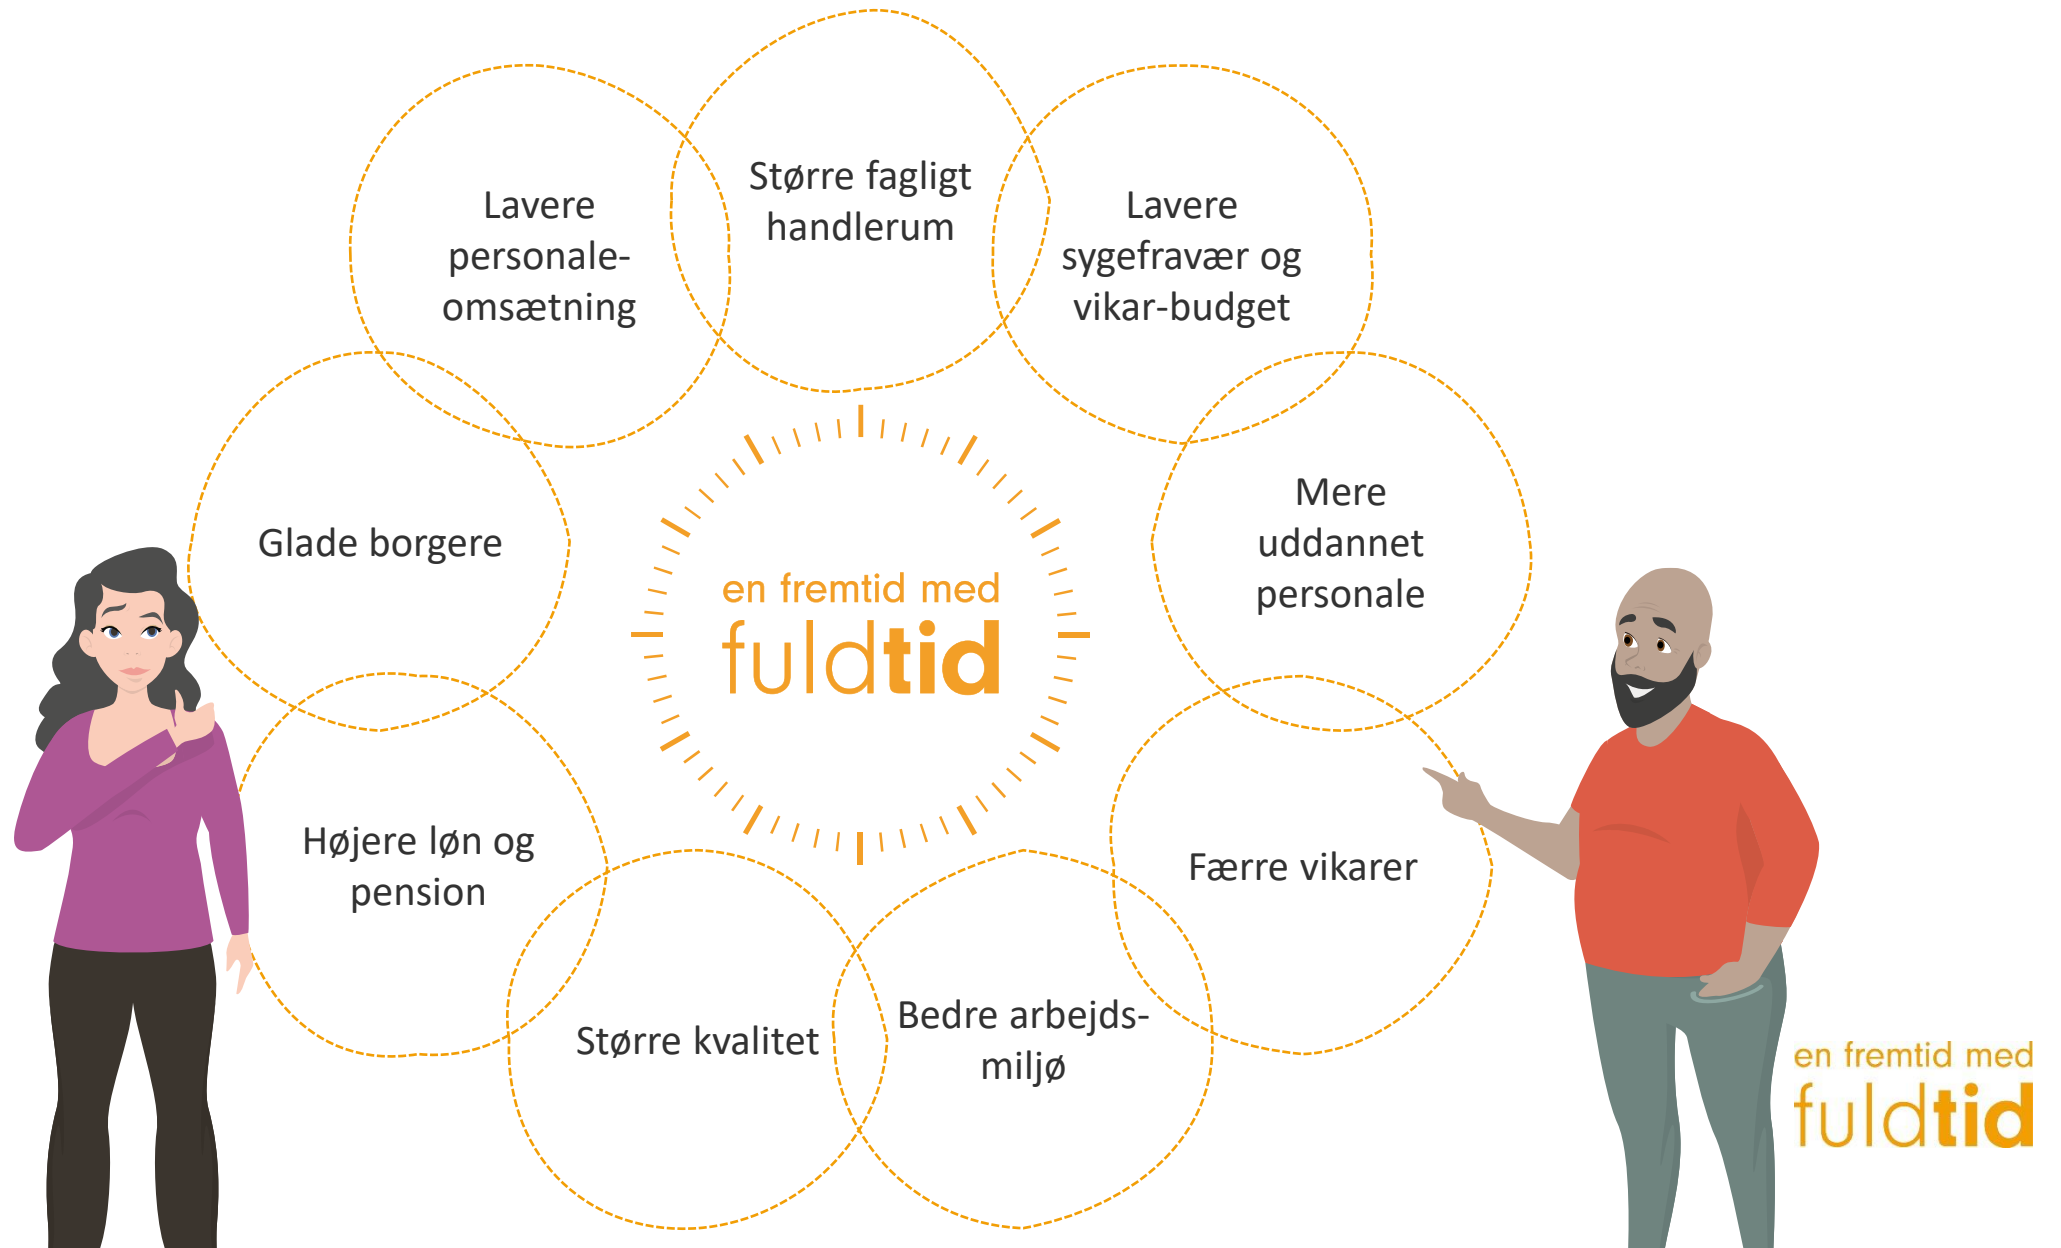 Større fagligt
handlerum
Lavere
sygefravær og
vikar-budget
Mere
uddannet
personale
Færre vikarer
Bedre arbejds-
miljø
Større kvalitet
Højere løn og
pension
Glade borgere
Lavere
personale-
omsætning
en fremtid med
fuldtid
en fremtid med
fuldtid